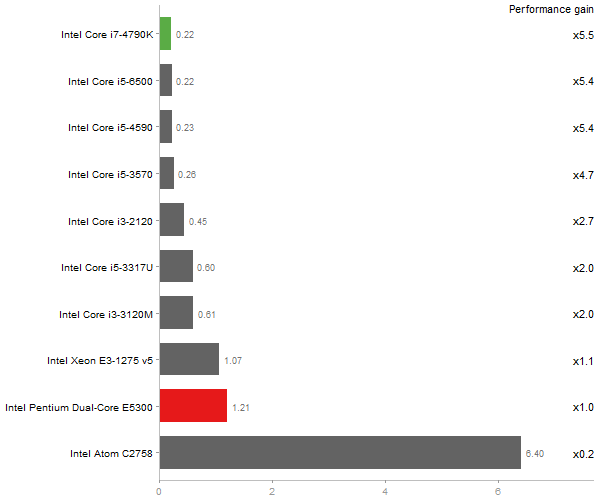 Performance gain
Intel Core i7-4790K 0.22 x5.5
Intel Core i5-6500 0.22 x5.4
Intel Core i5-4590 0.23 x5.4
Intel Core i5-3570 0.26 x4.7
Intel Core i3-2120 0.45 x2.7
Intel Core i5-3317U 0.60 x2.0
Intel Core i3-3120M 0.61 x2.0
Intel Xeon E3-1275 v5 1.07 x1.1
Intel Pentium Dual-Core E5300 1.21 x1.0
Intel Atom C2758 6.40 x0.2
0 2 4 6